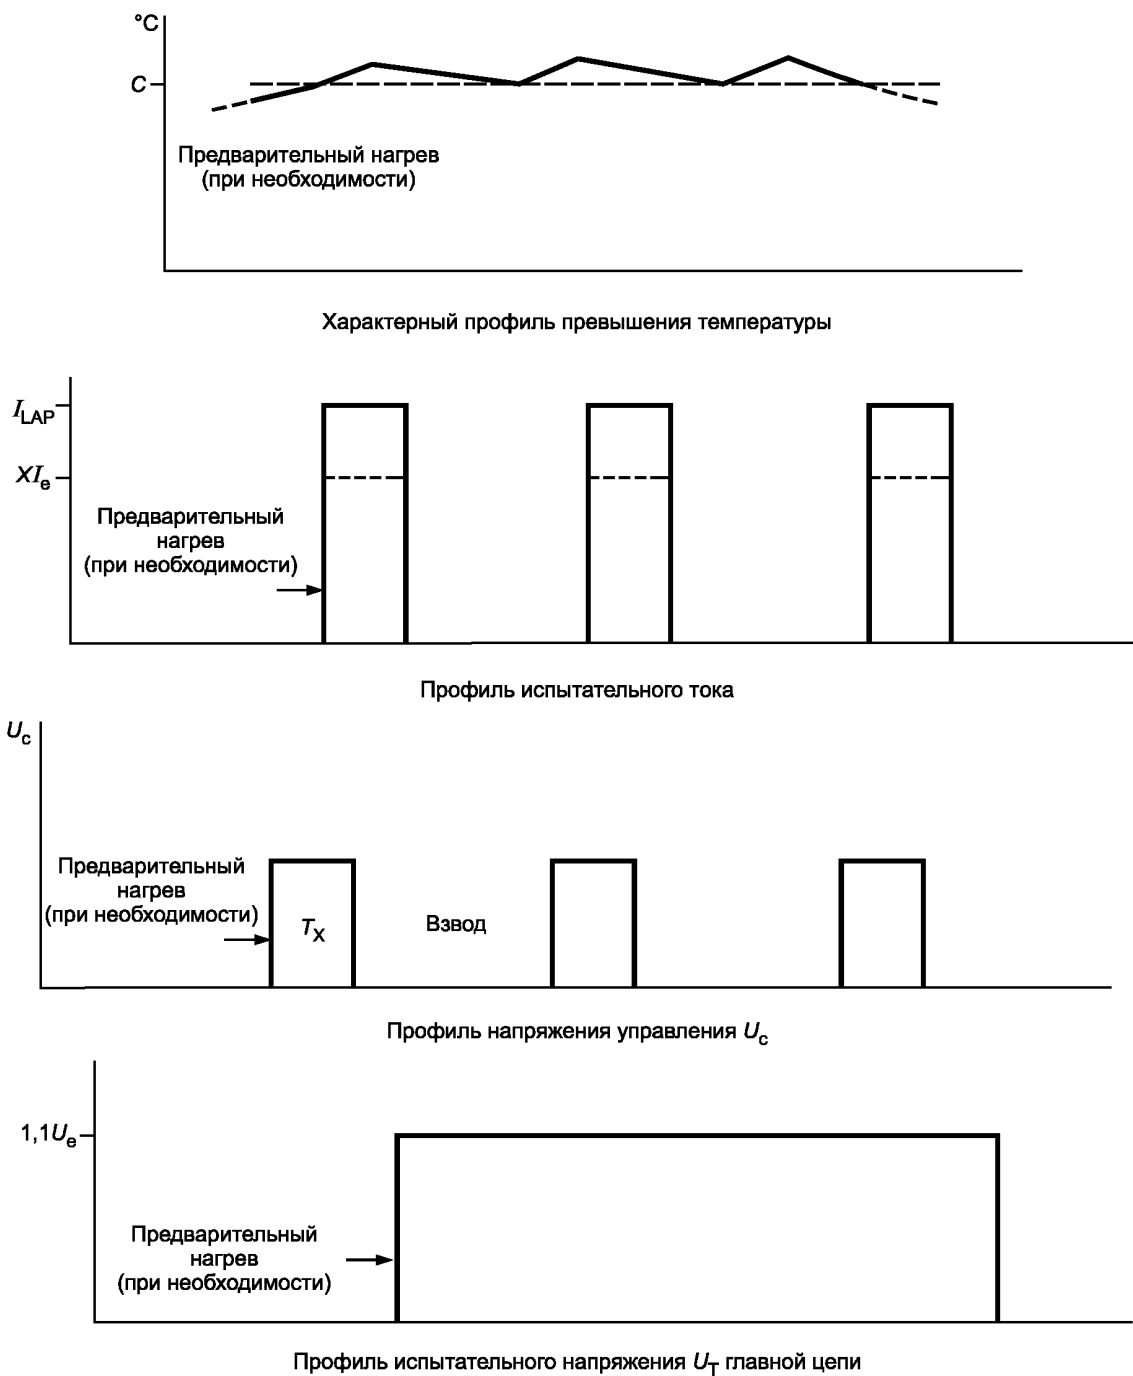 °C
C
Предварительный нагрев
(при необходимости)
Характерный профиль превышения температуры
I_LAP
XI_e
Предварительный
нагрев
(при необходимости)
Профиль испытательного тока
U_c
Предварительный
нагрев
(при необходимости)
T_X
Взвод
Профиль напряжения управления U_c
1,1U_e
Предварительный
нагрев
(при необходимости)
Профиль испытательного напряжения U_T главной цепи